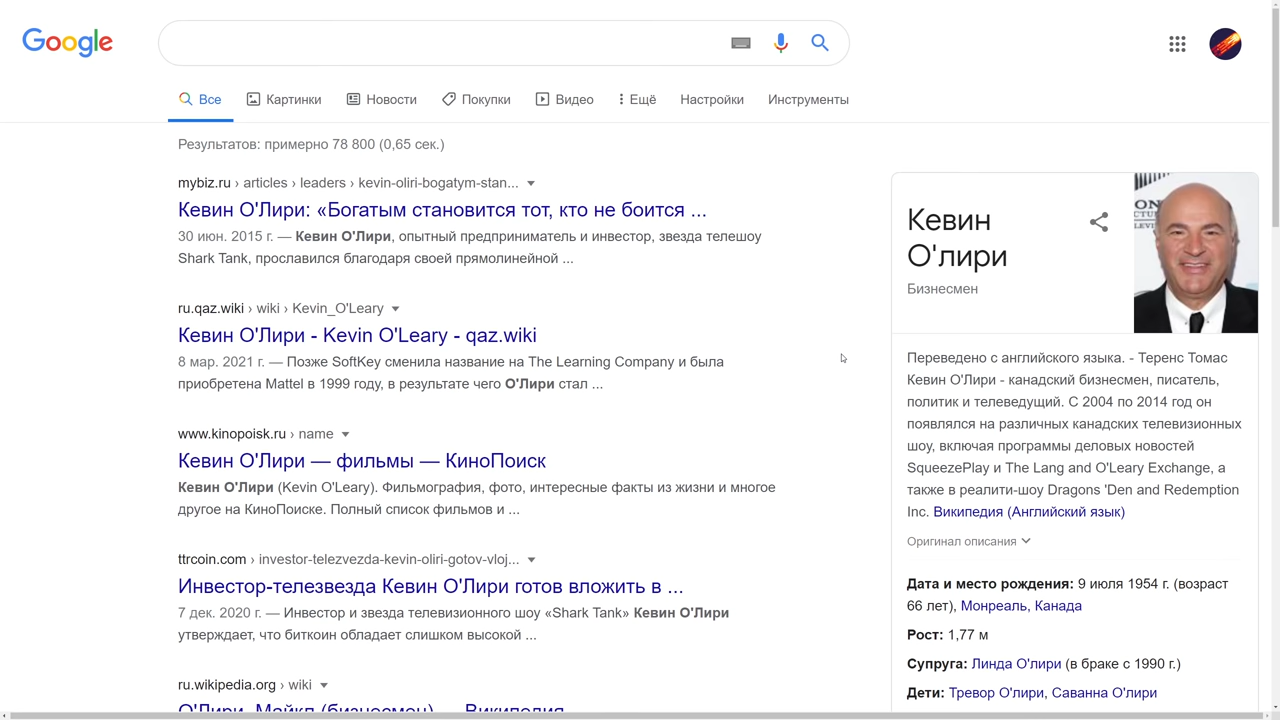 Google
Все
Картинки
Новости
Покупки
Видео
Ещё
Настройки
Инструменты
Результатов: примерно 78 800 (0,65 сек.)
mybiz.ru › articles › leaders › kevin-oliri-bogatym-stan...
Кевин О'Лири: «Богатым становится тот, кто не боится ...
30 июн. 2015 г. — Кевин О'Лири, опытный предприниматель и инвестор, звезда телешоу
Shark Tank, прославился благодаря своей прямолинейной ...
ru.qaz.wiki › wiki › Kevin_O'Leary
Кевин О'Лири - Kevin O'Leary - qaz.wiki
8 мар. 2021 г. — Позже SoftKey сменила название на The Learning Company и была
приобретена Mattel в 1999 году, в результате чего О'Лири стал ...
www.kinopoisk.ru › name
Кевин О'Лири — фильмы — КиноПоиск
Кевин О'Лири (Kevin O'Leary). Фильмография, фото, интересные факты из жизни и многое
другое на КиноПоиске. Полный список фильмов и ...
ttrcoin.com › investor-telezvezda-kevin-oliri-gotov-vloj...
Инвестор-телезвезда Кевин О'Лири готов вложить в ...
7 дек. 2020 г. — Инвестор и звезда телевизионного шоу «Shark Tank» Кевин О'Лири
утверждает, что биткоин обладает слишком высокой ...
ru.wikipedia.org › wiki
О'Лири, Майкл (бизнесмен) — Википедия
Кевин
О'лири
Бизнесмен
Переведено с английского языка. - Теренс Томас
Кевин О'Лири - канадский бизнесмен, писатель,
политик и телеведущий. С 2004 по 2014 год он
появлялся на различных канадских телевизионных
шоу, включая программы деловых новостей
SqueezePlay и The Lang and O'Leary Exchange, а
также в реалити-шоу Dragons 'Den and Redemption
Inc. Википедия (Английский язык)
Оригинал описания
Дата и место рождения: 9 июля 1954 г. (возраст
66 лет), Монреаль, Канада
Рост: 1,77 м
Супруга: Линда О'лири (в браке с 1990 г.)
Дети: Тревор О'лири, Саванна О'лири